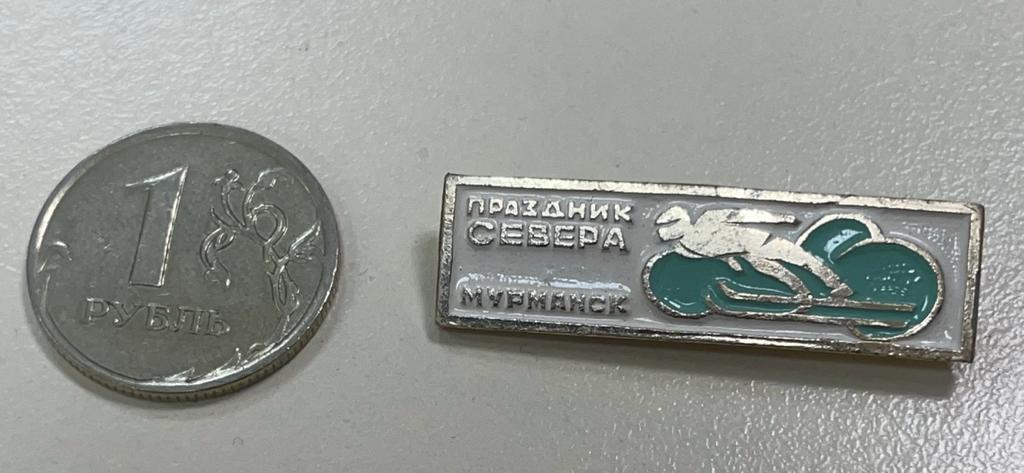 1
РУБЛЬ
ПРАЗДНИК
СЕВЕРА
МУРМАНСК